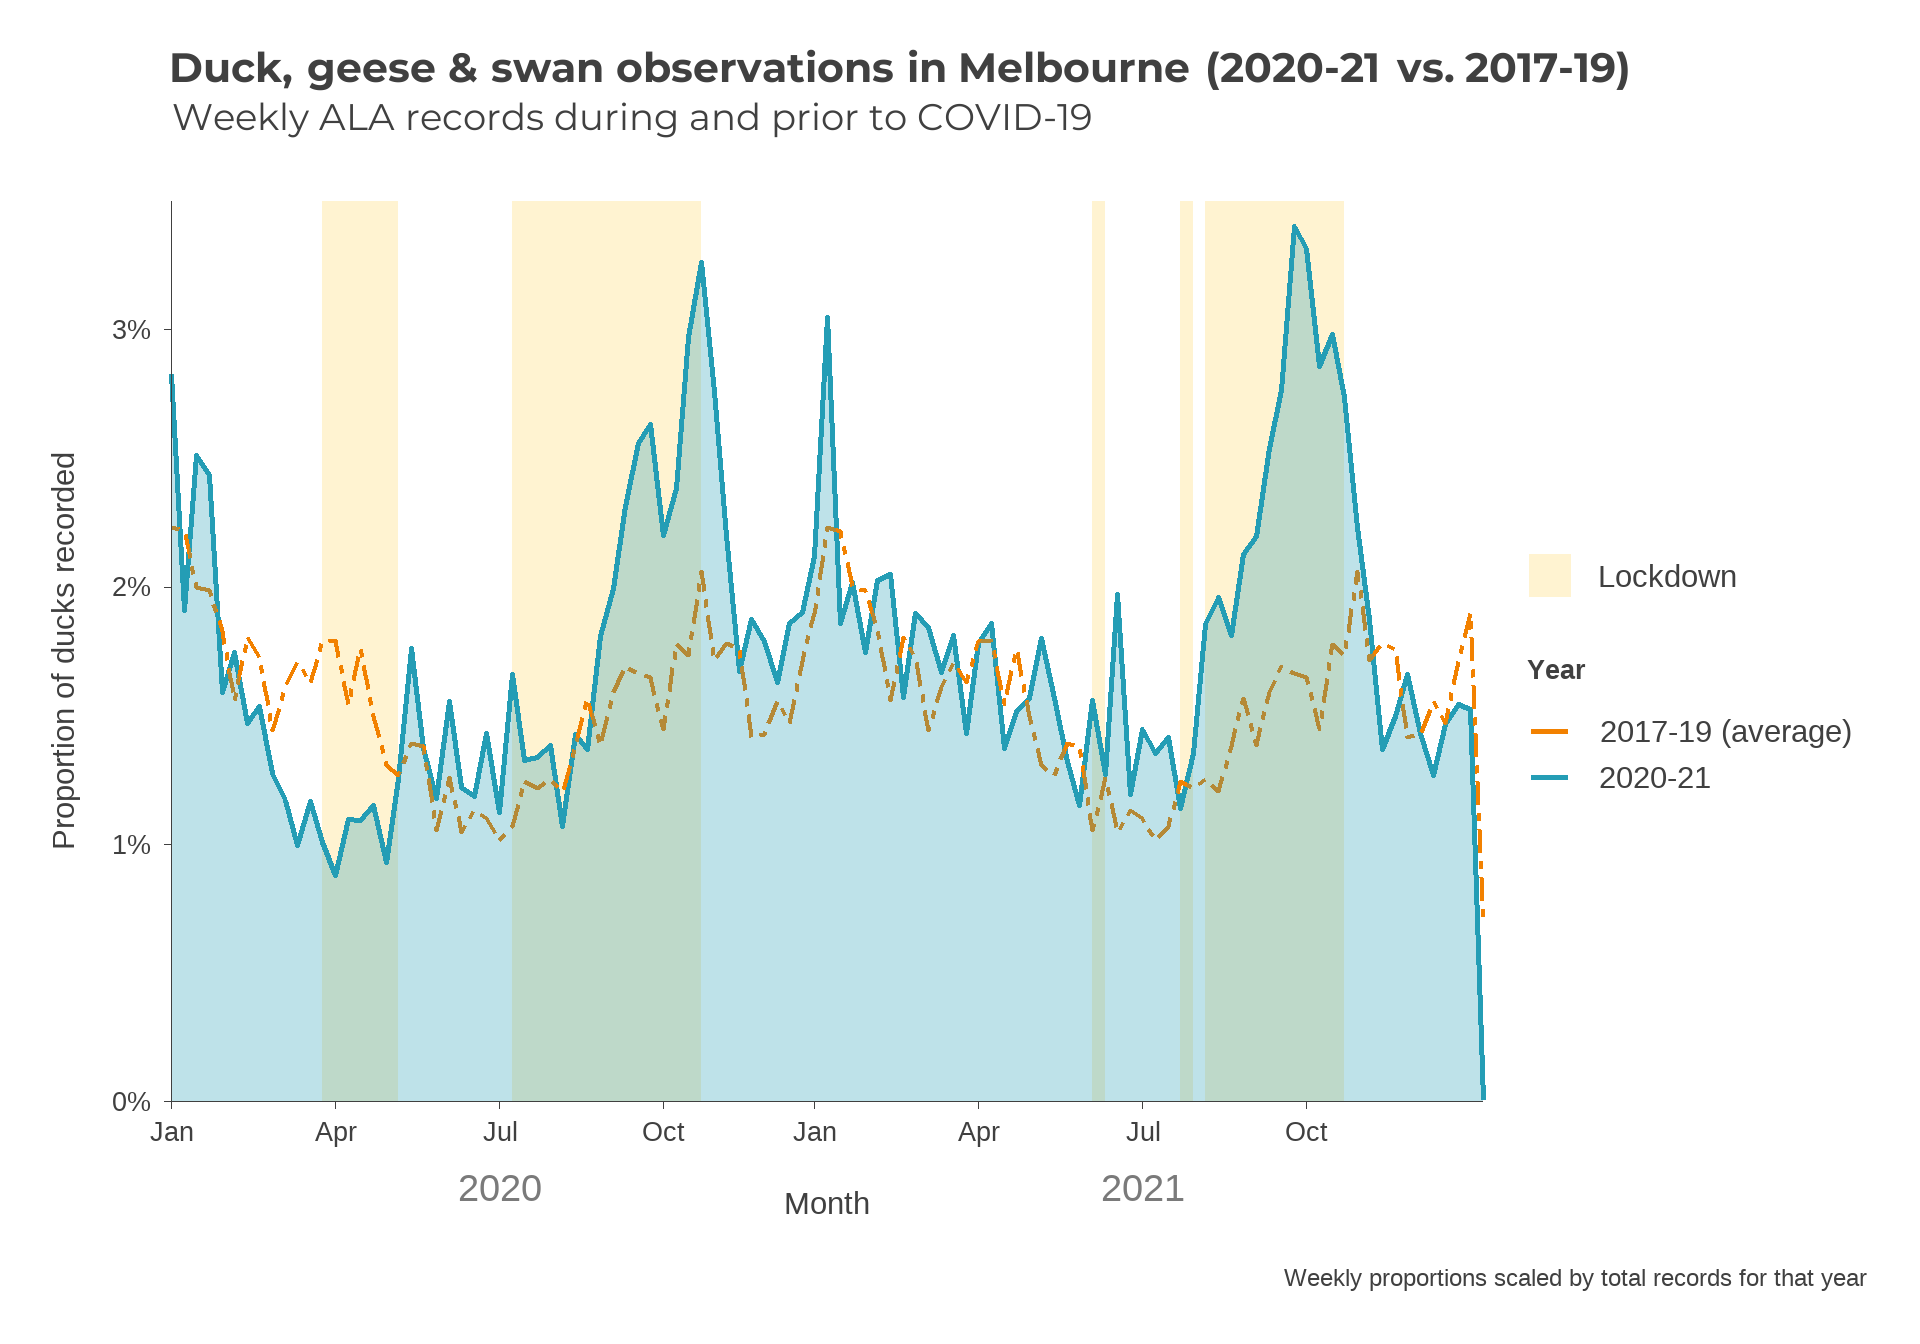 Duck, geese & swan observations in Melbourne (2020-21 vs. 2017-19)
Weekly ALA records during and prior to COVID-19
Proportion of ducks recorded
3%
2%
1%
0%
Jan Apr Jul Oct Jan Apr Jul Oct
2020 2021
Month
Lockdown
Year
2017-19 (average)
2020-21
Weekly proportions scaled by total records for that year